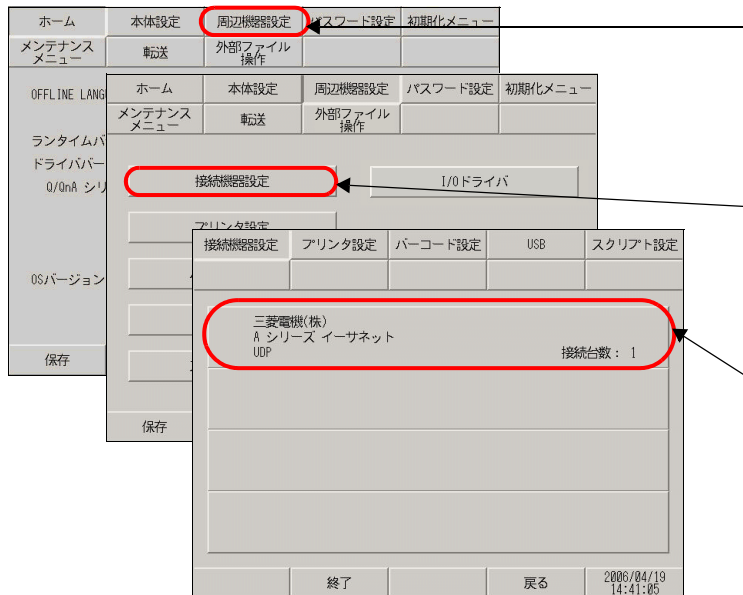 ホーム 本体設定 周辺機器設定 パスワード設定 初期化メニュー
メンテナンス
メニュー
転送
外部ファイル
操作
OFFLINE LANG
ランタイムバ
ドライババー
Q/QnA シリ
OSバージョン
保存
ホーム 本体設定 周辺機器設定 パスワード設定 初期化メニュー
メンテナンス
メニュー
転送
外部ファイル
操作
接続機器設定 I/Oドライバ
プリンタ設定
保存
接続機器設定 プリンタ設定 バーコード設定 USB スクリプト設定
三菱電機(株)
A シリーズ イーサネット
UDP 接続台数： 1
終了 戻る
2006/04/19
14:41:05